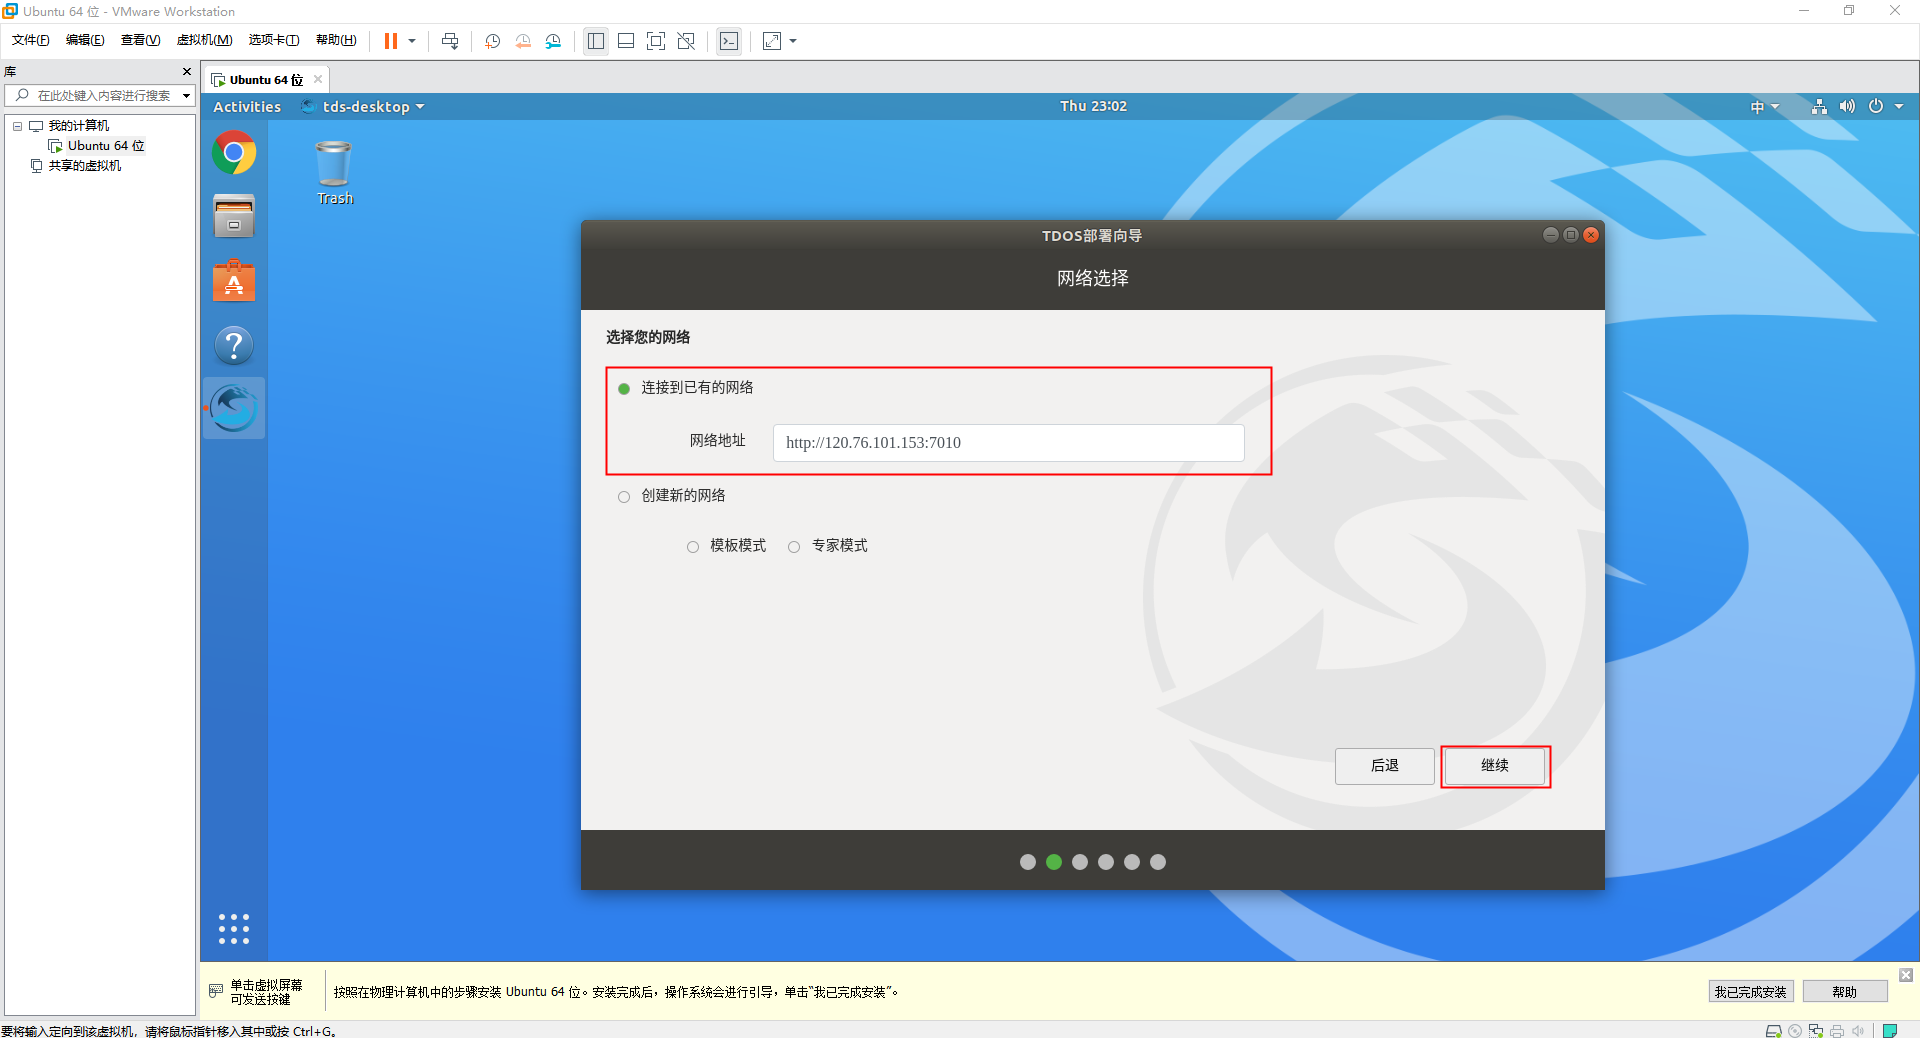 Ubuntu 64 位 - VMware Workstation
文件(F) 编辑(E) 查看(V) 虚拟机(M) 选项卡(T) 帮助(H)
库
在此处键入内容进行搜索
我的计算机
Ubuntu 64 位
共享的虚拟机
Ubuntu 64 位
Activities tds-desktop Thu 23:02 中
Trash
TDOS部署向导
网络选择
选择您的网络
连接到已有的网络
网络地址 http://120.76.101.153:7010
创建新的网络
模板模式 专家模式
后退 继续
单击虚拟屏幕
可发送按键
按照在物理计算机中的步骤安装 Ubuntu 64 位。安装完成后，操作系统会进行引导，单击“我已完成安装”。
我已完成安装 帮助
要将输入定向到该虚拟机，请将鼠标指针移入其中或按 Ctrl+G。